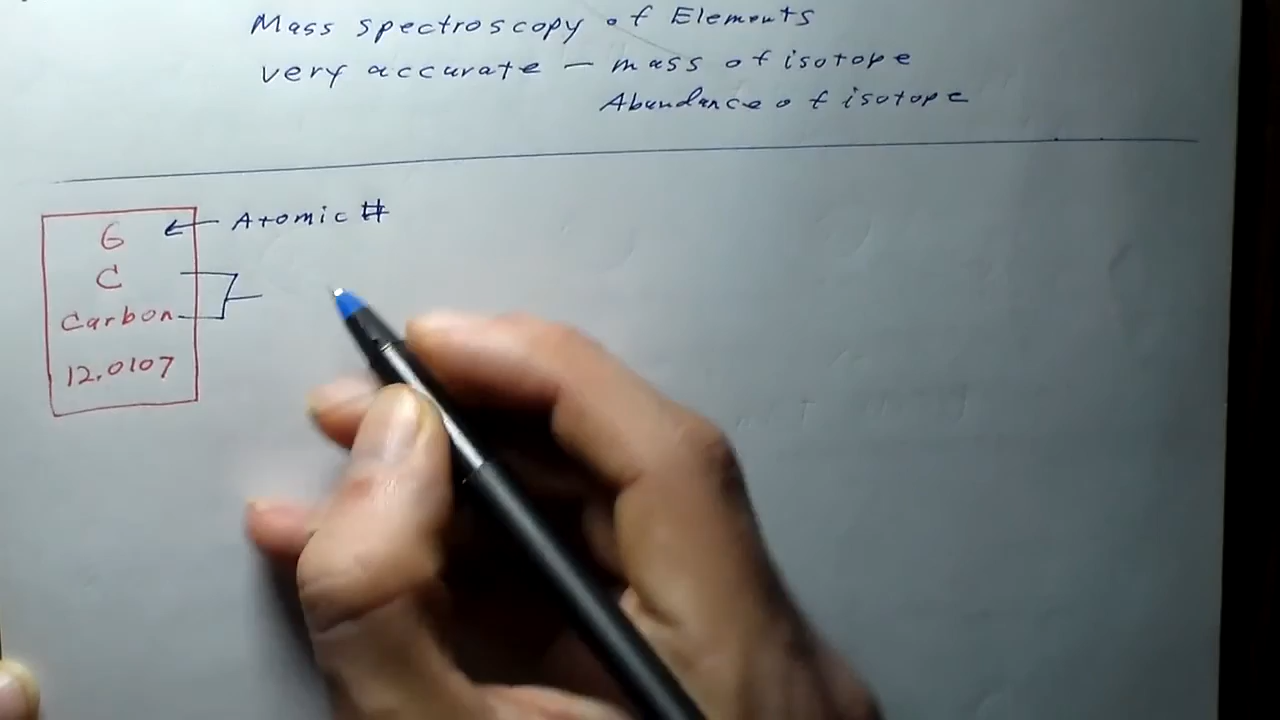 Mass spectroscopy of Elements
very accurate — mass of isotope
Abundance of isotope
6 ← Atomic #
C
Carbon
12.0107